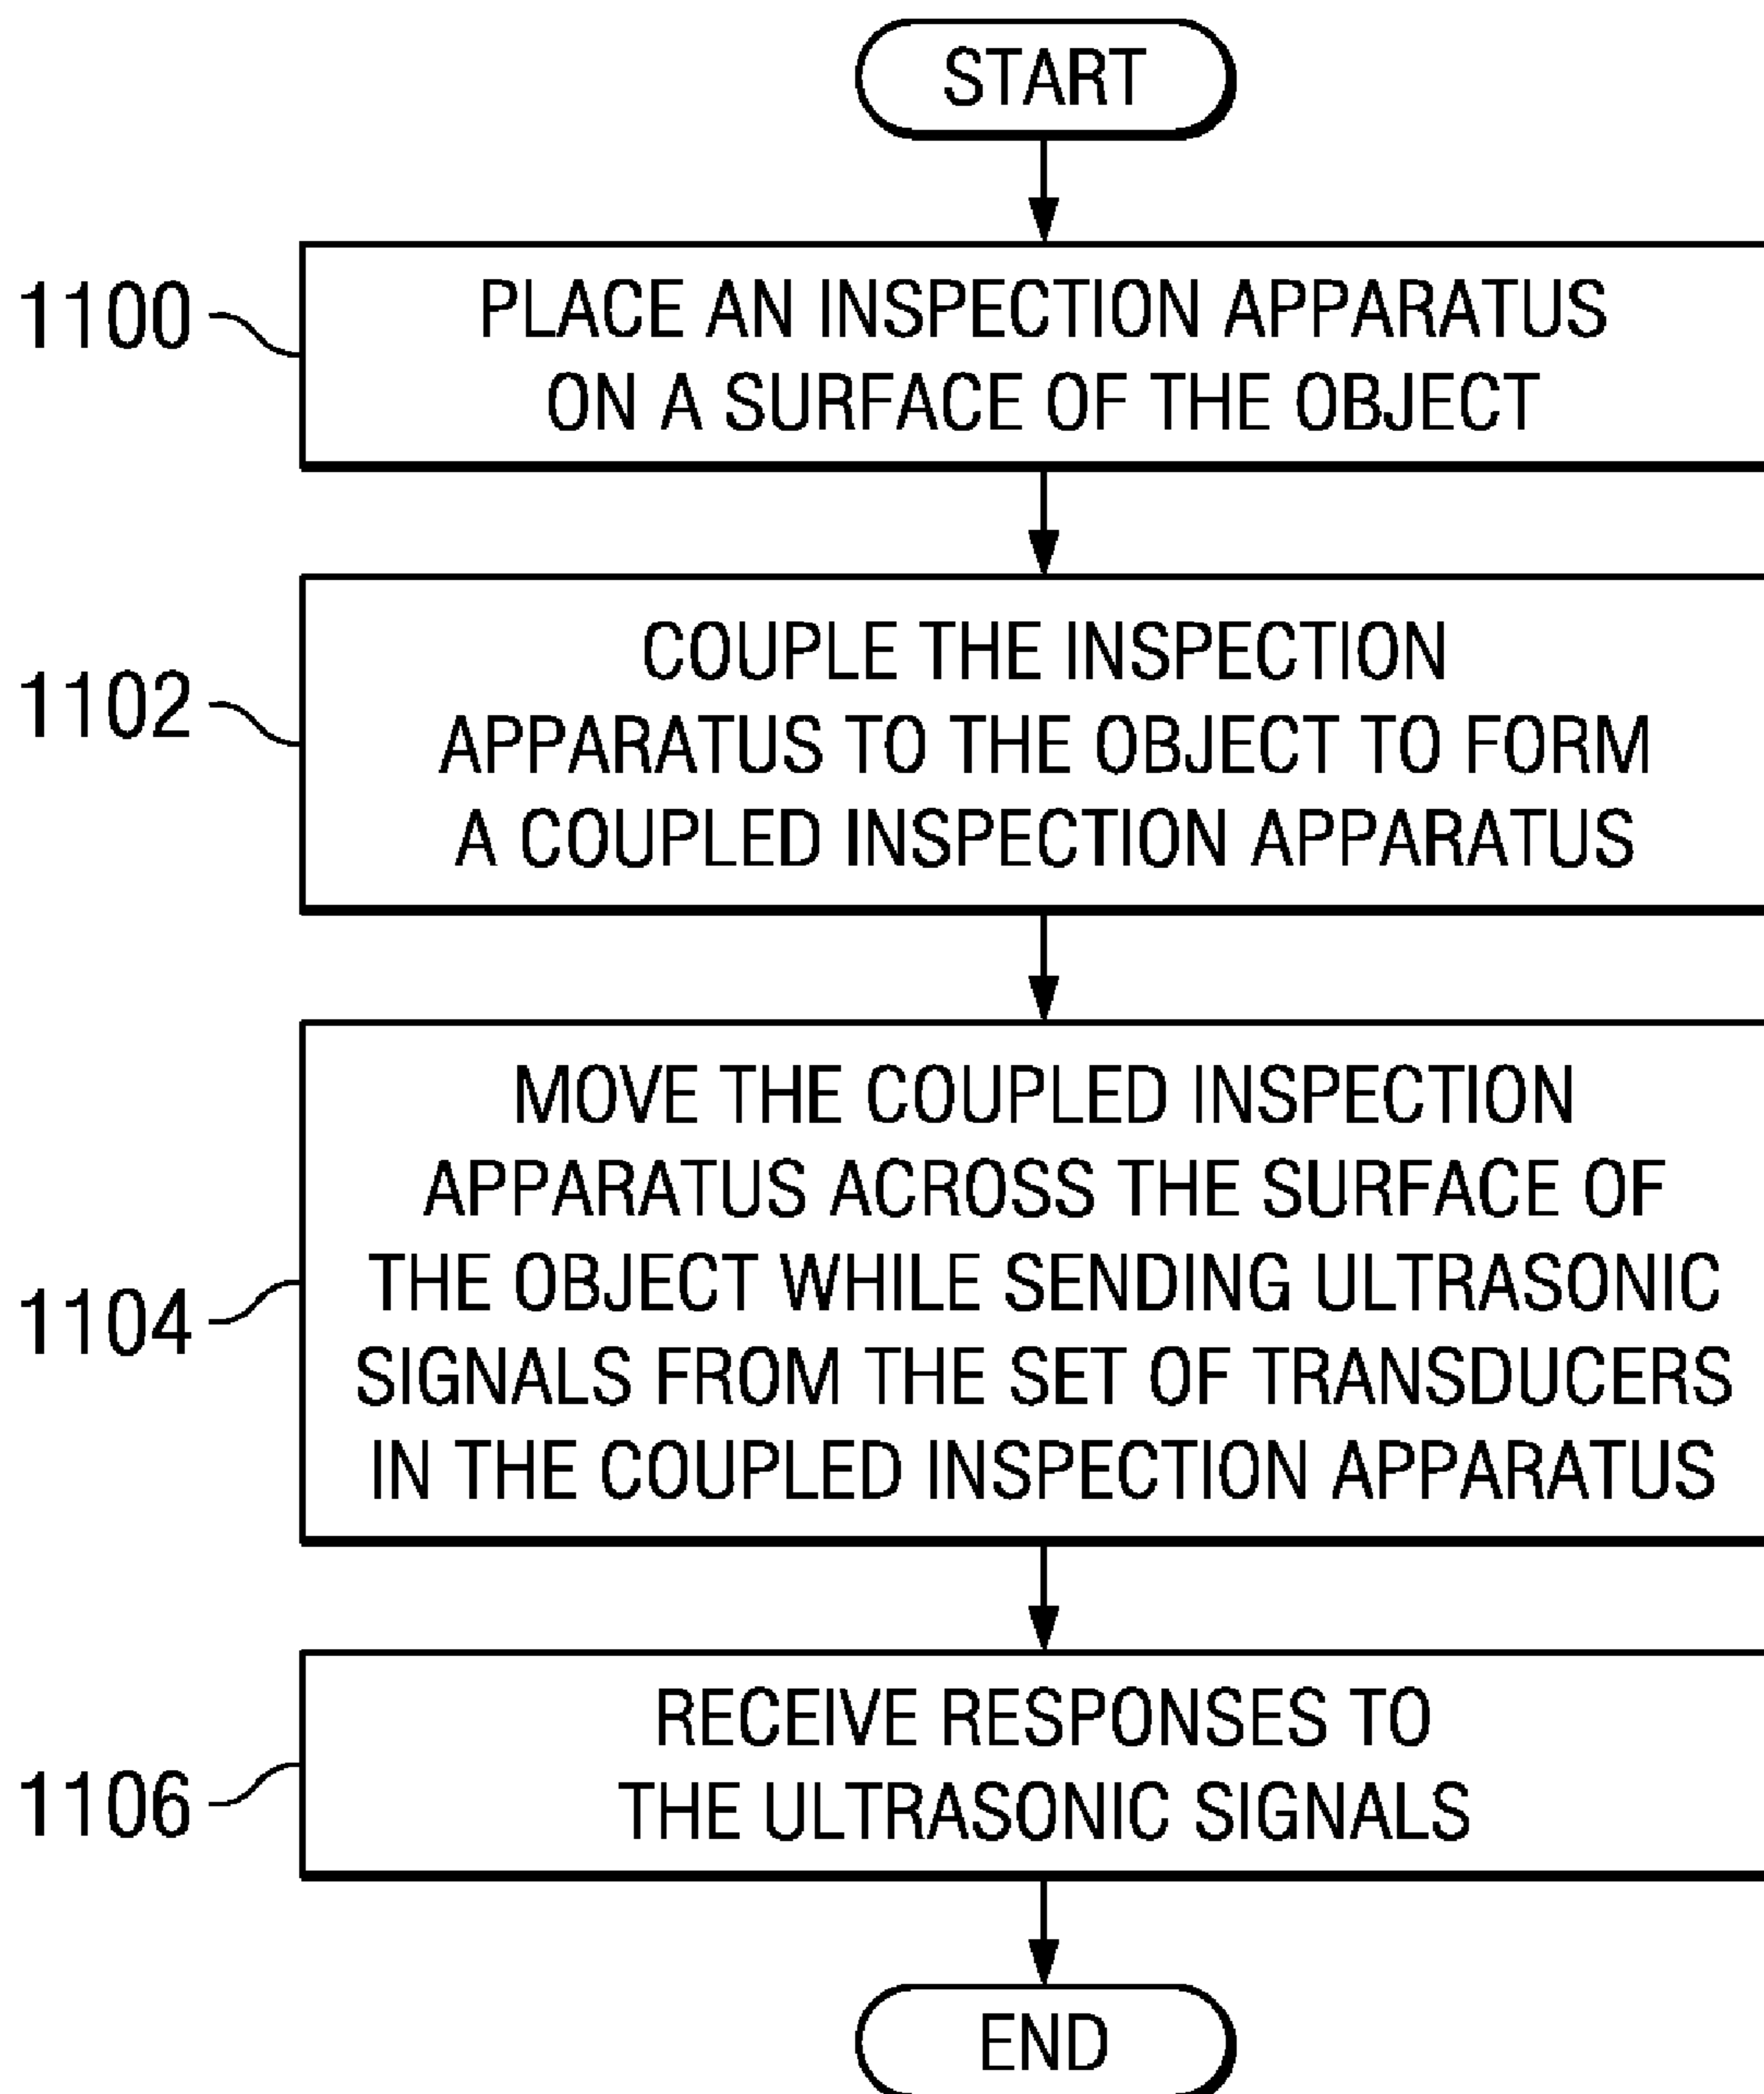 START
1100
PLACE AN INSPECTION APPARATUS
ON A SURFACE OF THE OBJECT
1102
COUPLE THE INSPECTION
APPARATUS TO THE OBJECT TO FORM
A COUPLED INSPECTION APPARATUS
1104
MOVE THE COUPLED INSPECTION
APPARATUS ACROSS THE SURFACE OF
THE OBJECT WHILE SENDING ULTRASONIC
SIGNALS FROM THE SET OF TRANSDUCERS
IN THE COUPLED INSPECTION APPARATUS
1106
RECEIVE RESPONSES TO
THE ULTRASONIC SIGNALS
END